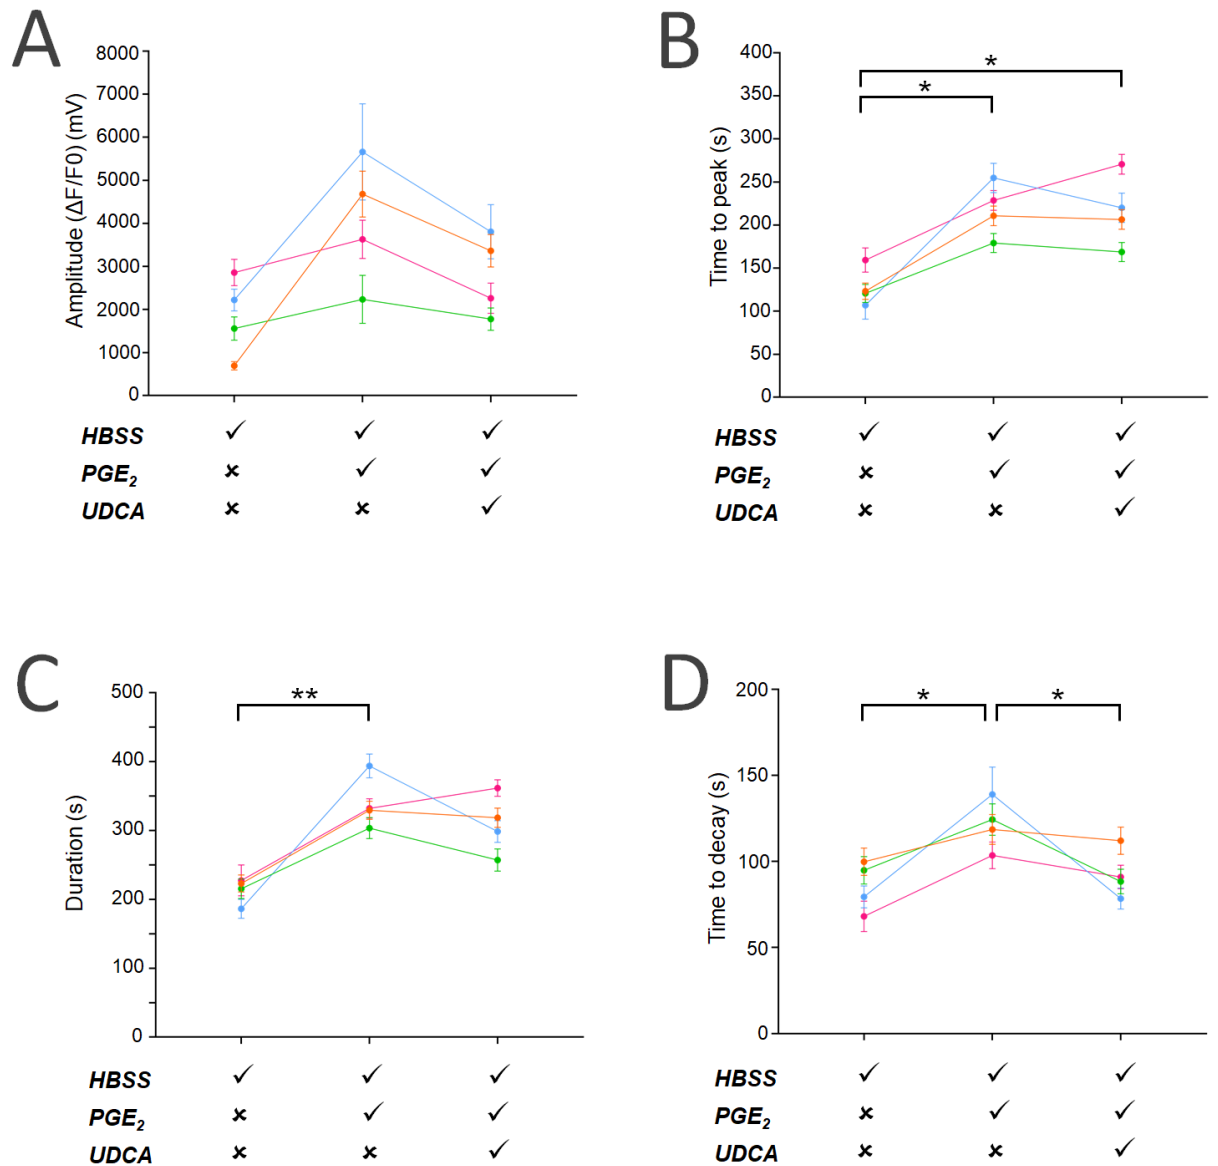 A
Amplitude (ΔF/F0) (mV)
8000
7000
6000
5000
4000
3000
2000
1000
0
HBSS ✓ ✓ ✓
PGE₂ ✗ ✓ ✓
UDCA ✗ ✗ ✓
B
Time to peak (s)
400
350
300
250
200
150
100
50
0
*
*
HBSS ✓ ✓ ✓
PGE₂ ✗ ✓ ✓
UDCA ✗ ✗ ✓
C
Duration (s)
500
400
300
200
100
0
**
HBSS ✓ ✓ ✓
PGE₂ ✗ ✓ ✓
UDCA ✗ ✗ ✓
D
Time to decay (s)
200
150
100
50
0
* *
HBSS ✓ ✓ ✓
PGE₂ ✗ ✓ ✓
UDCA ✗ ✗ ✓